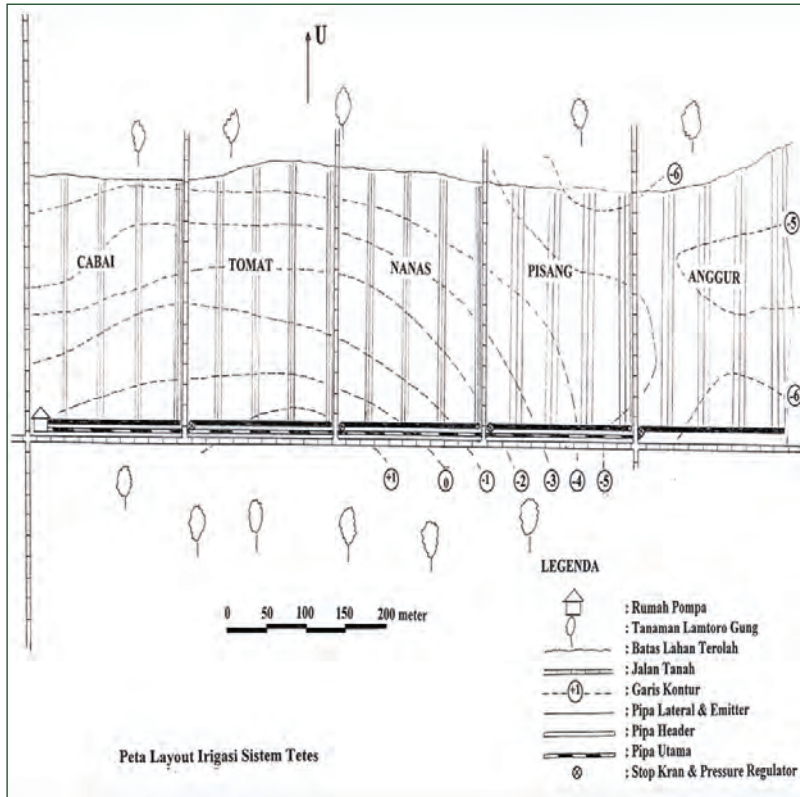 U
-6
-5
CABAI
TOMAT
NANAS
PISANG
ANGGUR
-6
+1
0
-1
-2
-3
-4
-5
LEGENDA
0 50 100 150 200 meter
: Rumah Pompa
: Tanaman Lamtoro Gung
: Batas Lahan Terolah
: Jalan Tanah
+1 : Garis Kontur
: Pipa Lateral & Emitter
: Pipa Header
: Pipa Utama
: Stop Kran & Pressure Regulator
Peta Layout Irigasi Sistem Tetes